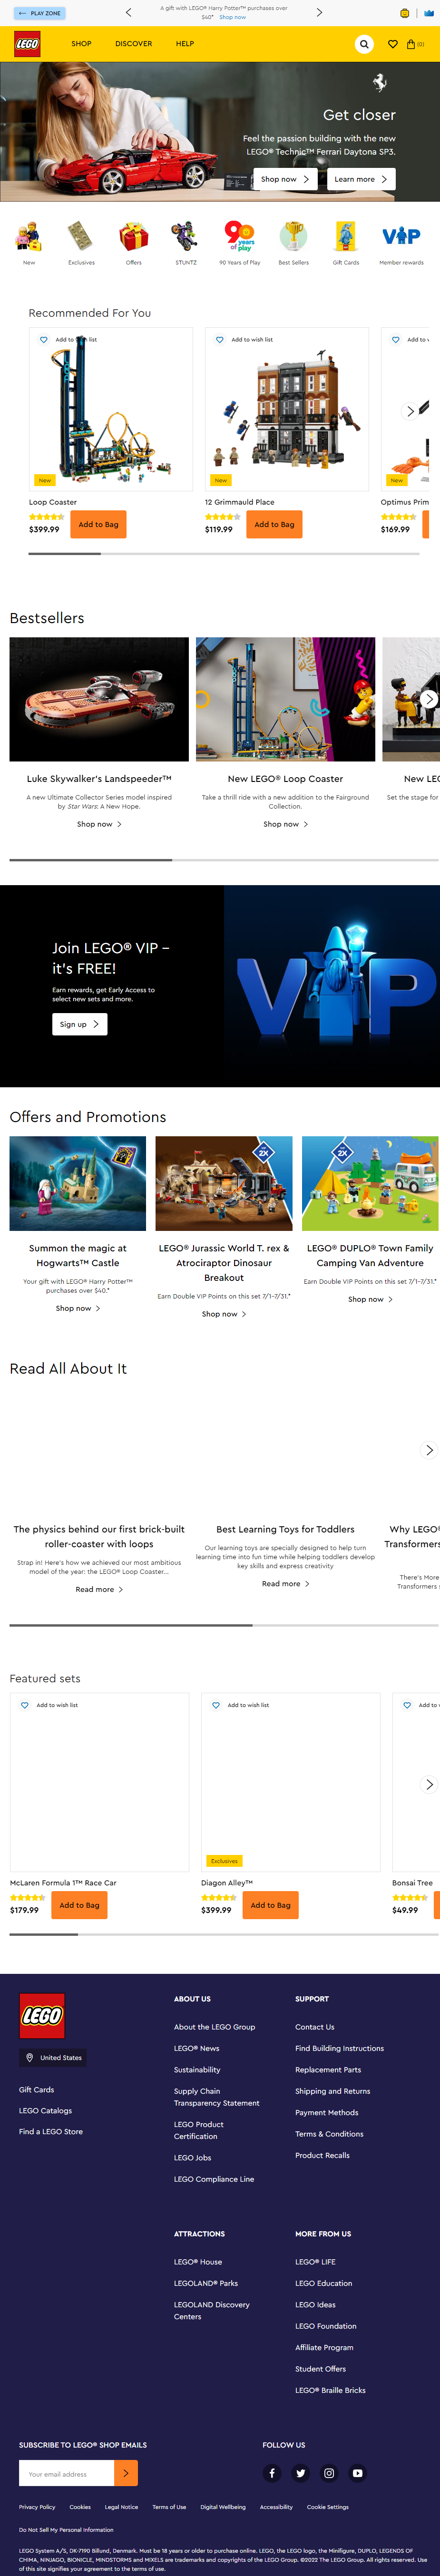 PLAY ZONE
A gift with LEGO® Harry Potter™ purchases over
$40* Shop now
LEGO
SHOP
DISCOVER
HELP
(0)
Get closer
Feel the passion building with the new
LEGO® Technic™ Ferrari Daytona SP3.
Shop now
Learn more
90
years
of play
VIP
New
Exclusives
Offers
STUNTZ
90 Years of Play
Best Sellers
Gift Cards
Member rewards
Recommended For You
Add to wish list
Add to wish list
Add to
New
New
New
Loop Coaster
12 Grimmauld Place
Optimus Prim
Add to Bag
Add to Bag
$399.99
$119.99
$169.99
Bestsellers
Luke Skywalker's Landspeeder™
New LEGO® Loop Coaster
New LEG
A new Ultimate Collector Series model inspired
by Star Wars: A New Hope.
Take a thrill ride with a new addition to the Fairground
Collection.
Set the stage for
Shop now
Shop now
Join LEGO® VIP –
it's FREE!
Earn rewards, get Early Access to
select new sets and more.
Sign up
VIP
Offers and Promotions
2X
2X
Summon the magic at
Hogwarts™ Castle
Your gift with LEGO® Harry Potter™
purchases over $40.*
Shop now
LEGO® Jurassic World T. rex &
Atrociraptor Dinosaur
Breakout
Earn Double VIP Points on this set 7/1-7/31.*
Shop now
LEGO® DUPLO® Town Family
Camping Van Adventure
Earn Double VIP Points on this set 7/1-7/31.*
Shop now
Read All About It
The physics behind our first brick-built
roller-coaster with loops
Strap in! Here's how we achieved our most ambitious
model of the year: the LEGO® Loop Coaster...
Read more
Best Learning Toys for Toddlers
Our learning toys are specially designed to help turn
learning time into fun time while helping toddlers develop
key skills and express creativity
Read more
Why LEGO®
Transformers
There's More
Transformers
Featured sets
Add to wish list
Add to wish list
Add to
Exclusives
McLaren Formula 1™ Race Car
Diagon Alley™
Bonsai Tree
Add to Bag
Add to Bag
$179.99
$399.99
$49.99
LEGO
United States
Gift Cards
LEGO Catalogs
Find a LEGO Store
ABOUT US
About the LEGO Group
LEGO® News
Sustainability
Supply Chain
Transparency Statement
LEGO Product
Certification
LEGO Jobs
LEGO Compliance Line
SUPPORT
Contact Us
Find Building Instructions
Replacement Parts
Shipping and Returns
Payment Methods
Terms & Conditions
Product Recalls
ATTRACTIONS
LEGO® House
LEGOLAND® Parks
LEGOLAND Discovery
Centers
MORE FROM US
LEGO® LIFE
LEGO Education
LEGO Ideas
LEGO Foundation
Affiliate Program
Student Offers
LEGO® Braille Bricks
SUBSCRIBE TO LEGO® SHOP EMAILS
Your email address
FOLLOW US
Privacy Policy
Cookies
Legal Notice
Terms of Use
Digital Wellbeing
Accessibility
Cookie Settings
Do Not Sell My Personal Information
LEGO System A/S, DK-7190 Billund, Denmark. Must be 18 years or older to purchase online. LEGO, the LEGO logo, the Minifigure, DUPLO, LEGENDS OF
CHIMA, NINJAGO, BIONICLE, MINDSTORMS and MIXELS are trademarks and copyrights of the LEGO Group. ©2022 The LEGO Group. All rights reserved. Use
of this site signifies your agreement to the terms of use.